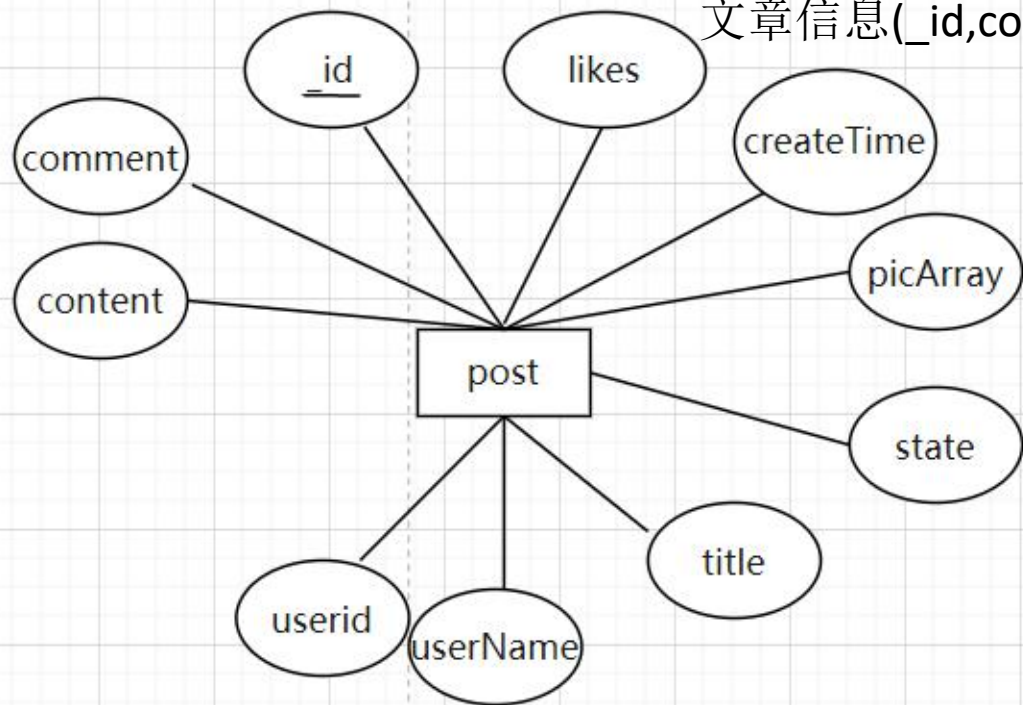 文章信息(_id,co
_id
likes
createTime
comment
picArray
content
post
state
title
userid
userName